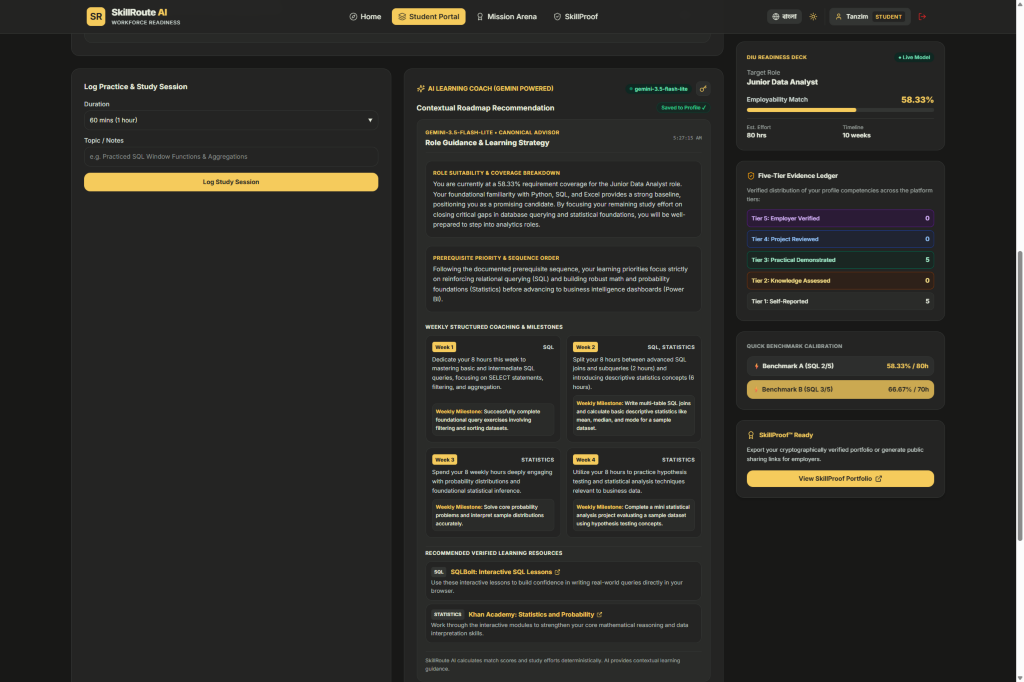 SR
SkillRoute AI
WORKFORCE READINESS
Home
Student Portal
Mission Arena
SkillProof
বাংলা
Tanzim
STUDENT
Log Practice & Study Session
Duration
60 mins (1 hour)
Topic / Notes
e.g. Practiced SQL Window Functions & Aggregations
Log Study Session
AI LEARNING COACH (GEMINI POWERED)
gemini-3.5-flash-lite
Contextual Roadmap Recommendation
Saved to Profile ✓
GEMINI-3.5-FLASH-LITE • CANONICAL ADVISOR
Role Guidance & Learning Strategy
5:27:15 AM
ROLE SUITABILITY & COVERAGE BREAKDOWN
You are currently at a 58.33% requirement coverage for the Junior Data Analyst role.
Your foundational familiarity with Python, SQL, and Excel provides a strong baseline,
positioning you as a promising candidate. By focusing your remaining study effort on
closing critical gaps in database querying and statistical foundations, you will be well-
prepared to step into analytics roles.
PREREQUISITE PRIORITY & SEQUENCE ORDER
Following the documented prerequisite sequence, your learning priorities focus strictly
on reinforcing relational querying (SQL) and building robust math and probability
foundations (Statistics) before advancing to business intelligence dashboards (Power
BI).
WEEKLY STRUCTURED COACHING & MILESTONES
Week 1
SQL
Dedicate your 8 hours this week to
mastering basic and intermediate SQL
queries, focusing on SELECT statements,
filtering, and aggregation.
Weekly Milestone: Successfully complete
foundational query exercises involving
filtering and sorting datasets.
Week 2
SQL, STATISTICS
Split your 8 hours between advanced SQL
joins and subqueries (2 hours) and
introducing descriptive statistics concepts (6
hours).
Weekly Milestone: Write multi-table SQL joins
and calculate basic descriptive statistics like
mean, median, and mode for a sample
dataset.
Week 3
STATISTICS
Spend your 8 weekly hours deeply engaging
with probability distributions and
foundational statistical inference.
Weekly Milestone: Solve core probability
problems and interpret sample distributions
accurately.
Week 4
STATISTICS
Utilize your 8 hours to practice hypothesis
testing and statistical analysis techniques
relevant to business data.
Weekly Milestone: Complete a mini statistical
analysis project evaluating a sample dataset
using hypothesis testing concepts.
RECOMMENDED VERIFIED LEARNING RESOURCES
SQL
SQLBolt: Interactive SQL Lessons
Use these interactive lessons to build confidence in writing real-world queries directly in your
browser.
STATISTICS
Khan Academy: Statistics and Probability
Work through the interactive modules to strengthen your core mathematical reasoning and data
interpretation skills.
SkillRoute AI calculates match scores and study efforts deterministically. AI provides contextual learning
guidance.
DIU READINESS DECK
• Live Model
Target Role
Junior Data Analyst
Employability Match
58.33%
Est. Effort
80 hrs
Timeline
10 weeks
Five-Tier Evidence Ledger
Verified distribution of your profile competencies across the platform
tiers:
Tier 5: Employer Verified
0
Tier 4: Project Reviewed
0
Tier 3: Practical Demonstrated
5
Tier 2: Knowledge Assessed
0
Tier 1: Self-Reported
5
QUICK BENCHMARK CALIBRATION
Benchmark A (SQL 2/5)
58.33% / 80h
Benchmark B (SQL 3/5)
66.67% / 70h
SkillProof™ Ready
Export your cryptographically verified portfolio or generate public
sharing links for employers.
View SkillProof Portfolio